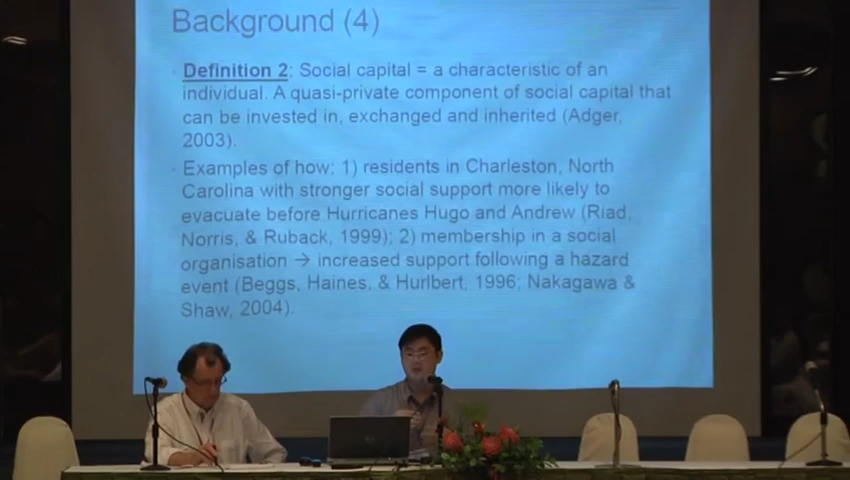 Background (4)
Definition 2: Social capital = a characteristic of an
individual. A quasi-private component of social capital that
can be invested in, exchanged and inherited (Adger,
2003).
Examples of how: 1) residents in Charleston, North
Carolina with stronger social support more likely to
evacuate before Hurricanes Hugo and Andrew (Riad,
Norris, & Ruback, 1999); 2) membership in a social
organisation → increased support following a hazard
event (Beggs, Haines, & Hurlbert, 1996; Nakagawa &
Shaw, 2004).